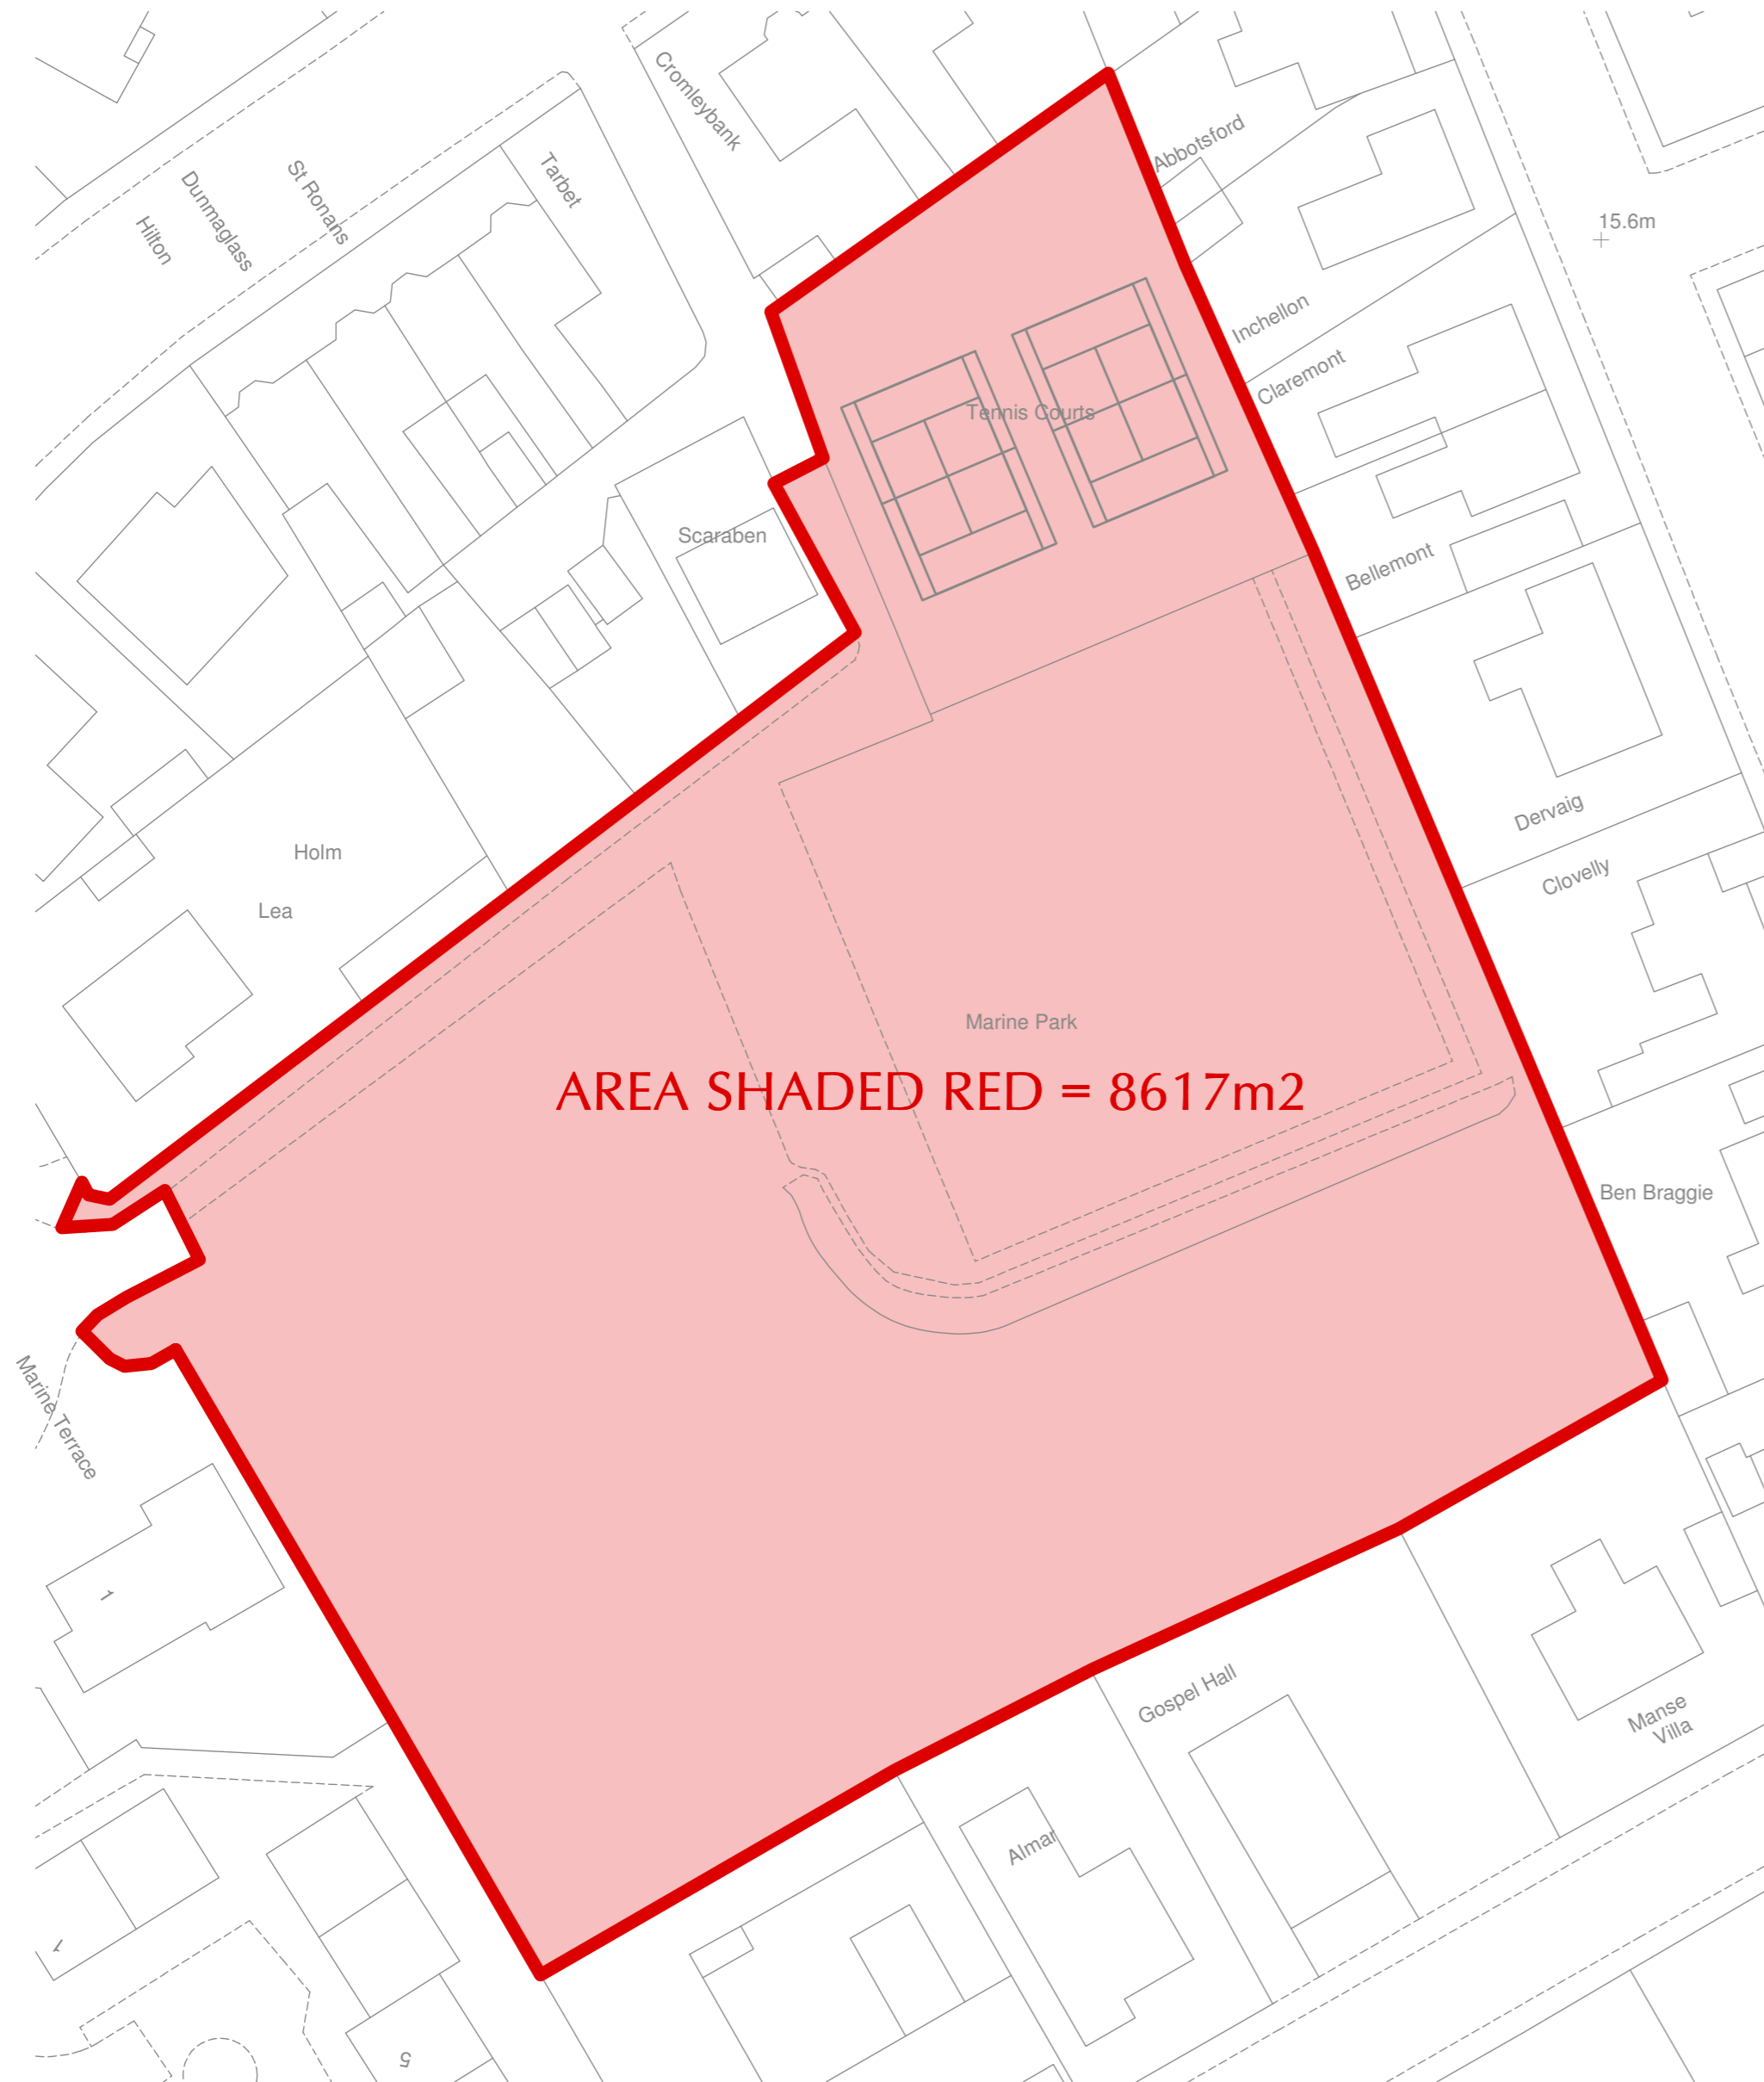 Cromleybank
Abbotsford
St Ronans
Tarbet
Dunmaglass
Hilton
15.6m
Inchellon
Claremont
Tennis Courts
Scaraben
Bellemont
Dervaig
Holm
Clovelly
Lea
Marine Park
AREA SHADED RED = 8617m2
Ben Braggie
Marine Terrace
1
Gospel Hall
Manse
Villa
Almar
5